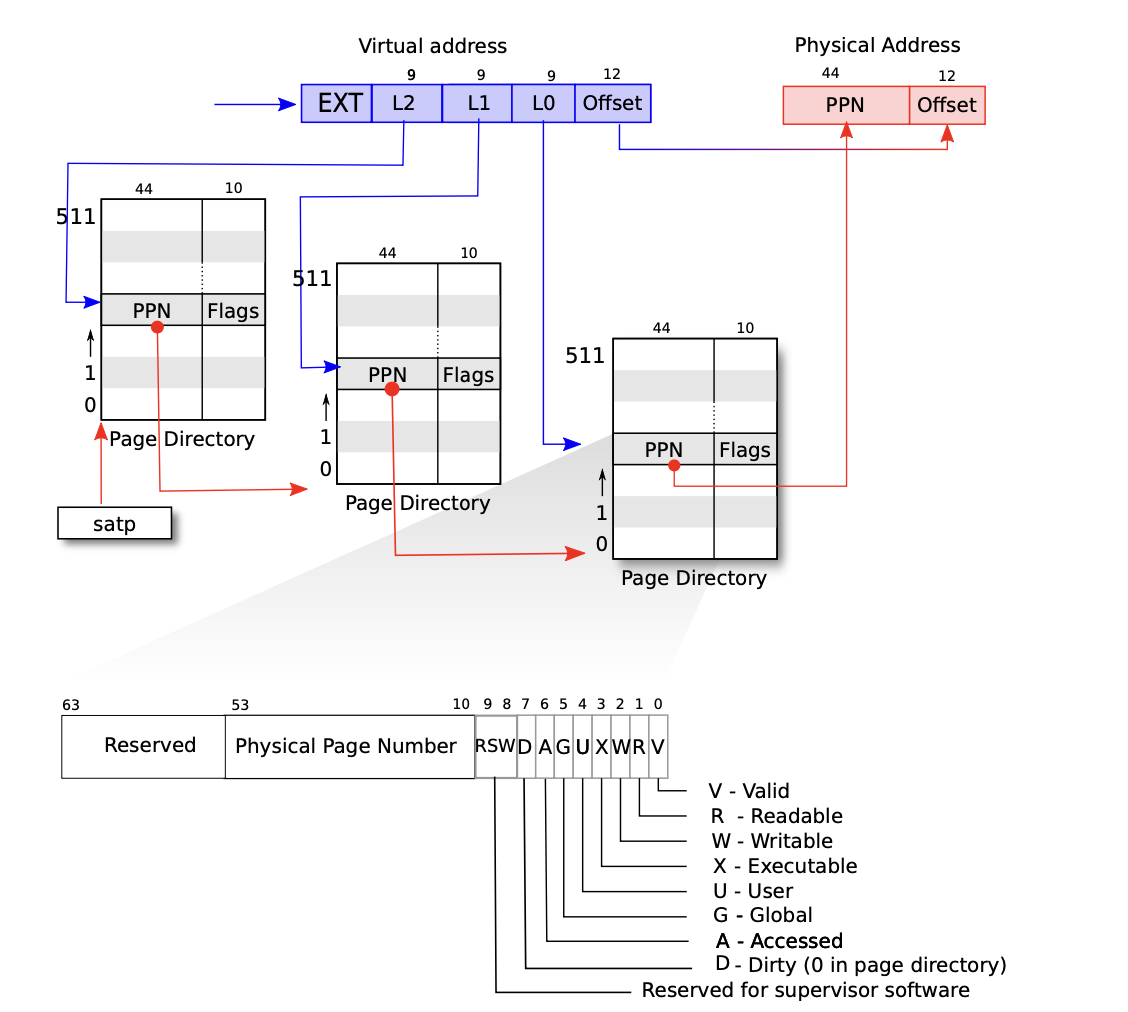 Virtual address
Physical Address
9 9 9 12
44 12
EXT L2 L1 L0 Offset
PPN Offset
44 10
511
PPN Flags
1
0
Page Directory
satp
44 10
511
PPN Flags
1
0
Page Directory
44 10
511
PPN Flags
1
0
Page Directory
63 53 10 9 8 7 6 5 4 3 2 1 0
Reserved Physical Page Number RSW D A G U X W R V
V - Valid
R - Readable
W - Writable
X - Executable
U - User
G - Global
A - Accessed
D - Dirty (0 in page directory)
Reserved for supervisor software